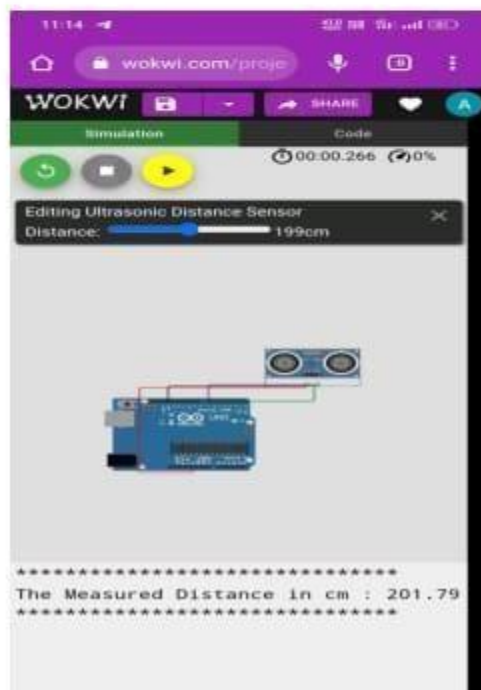 11:14
wokwi.com/proje
WOKWI
SHARE
A
Simulation
Code
00:00.266
0%
Editing Ultrasonic Distance Sensor
Distance:
199cm
UNO
*******************************
The Measured Distance in cm : 201.79
*******************************